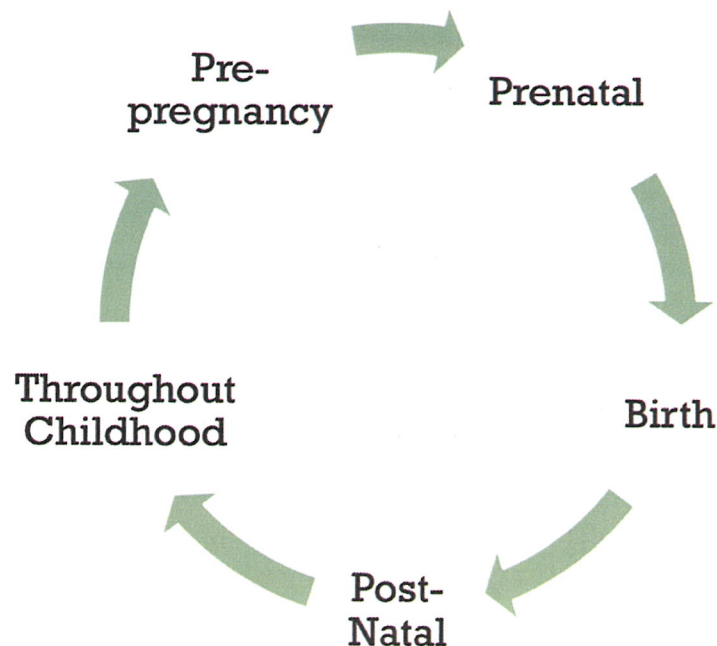 Pre-
pregnancy
Prenatal
Birth
Post-
Natal
Throughout
Childhood